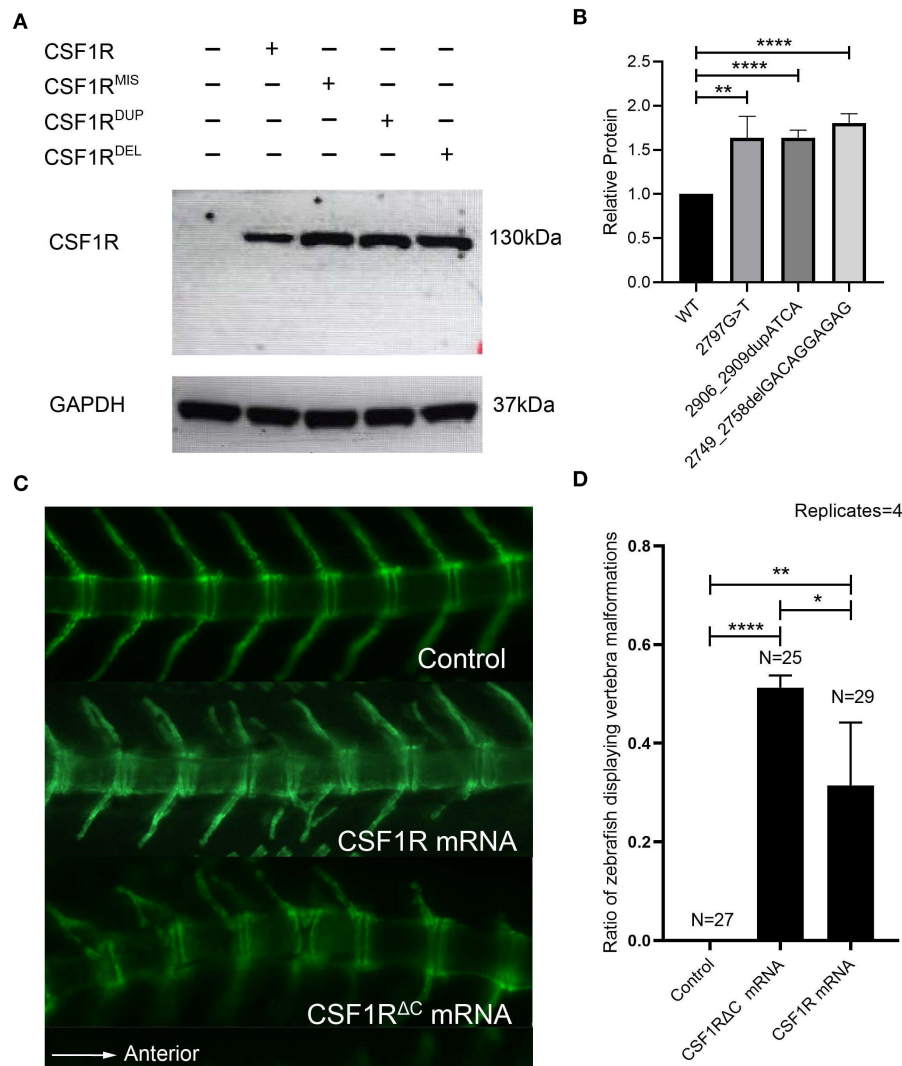 A
CSF1R − + − − −
CSF1R^MIS − − + − −
CSF1R^DUP − − − + −
CSF1R^DEL − − − − +
CSF1R
130kDa
GAPDH
37kDa
B
Relative Protein
2.5
2.0
1.5
1.0
0.5
0.0
****
****
**
WT
2797G>T
2906_2909dupATCA
2749_2758delGACAGGAGAG
C
Control
CSF1R mRNA
CSF1R^ΔC mRNA
Anterior
D
Replicates=4
Ratio of zebrafish displaying vertebra malformations
0.8
0.6
0.4
0.2
0.0
**
*
****
N=25
N=29
N=27
Control
CSF1RΔC mRNA
CSF1R mRNA